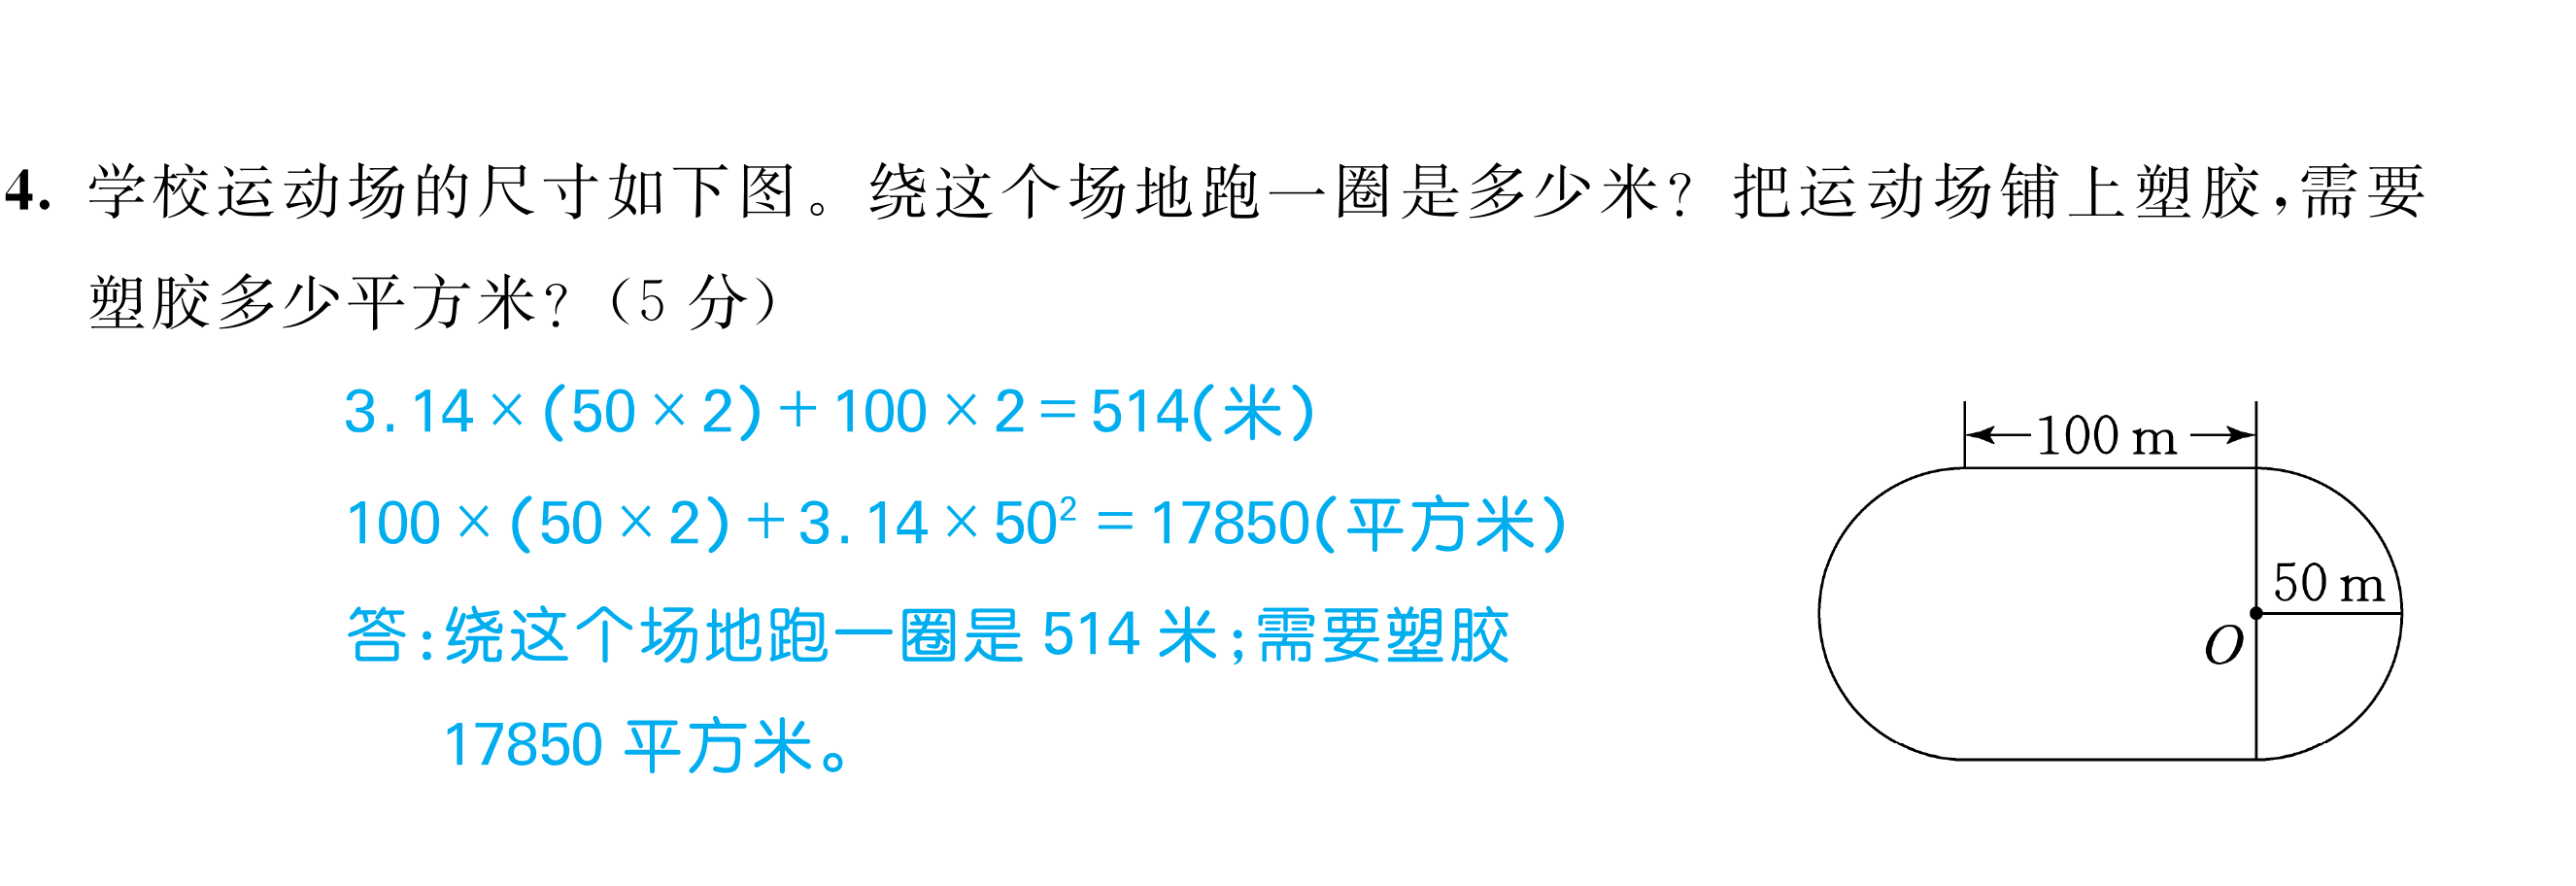 4. 学校运动场的尺寸如下图。绕这个场地跑一圈是多少米？把运动场铺上塑胶，需要
塑胶多少平方米？（5 分）
3.14×(50×2)+100×2=514(米)
100×(50×2)+3.14×50²=17850(平方米)
答：绕这个场地跑一圈是 514 米；需要塑胶
17850 平方米。
100 m
50 m
O